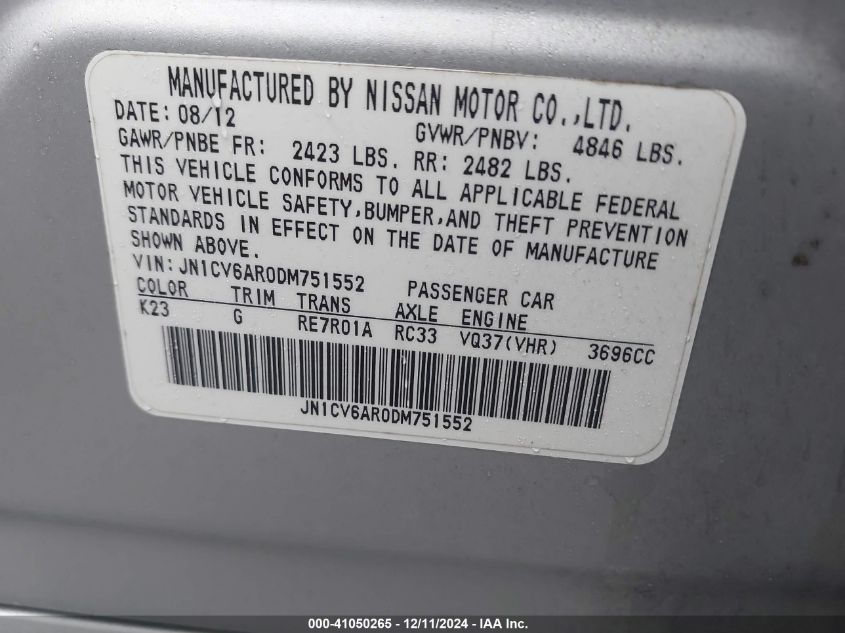 MANUFACTURED BY NISSAN MOTOR CO.,LTD.
DATE: 08/12 GVWR/PNBV: 4846 LBS.
GAWR/PNBE FR: 2423 LBS. RR: 2482 LBS.
THIS VEHICLE CONFORMS TO ALL APPLICABLE FEDERAL
MOTOR VEHICLE SAFETY,BUMPER,AND THEFT PREVENTION
STANDARDS IN EFFECT ON THE DATE OF MANUFACTURE
SHOWN ABOVE.
VIN:JN1CV6AR0DM751552 PASSENGER CAR
COLOR TRIM TRANS AXLE ENGINE
K23 G RE7R01A RC33 VQ37(VHR) 3696CC
JN1CV6AR0DM751552
000-41050265 - 12/11/2024 - IAA Inc.